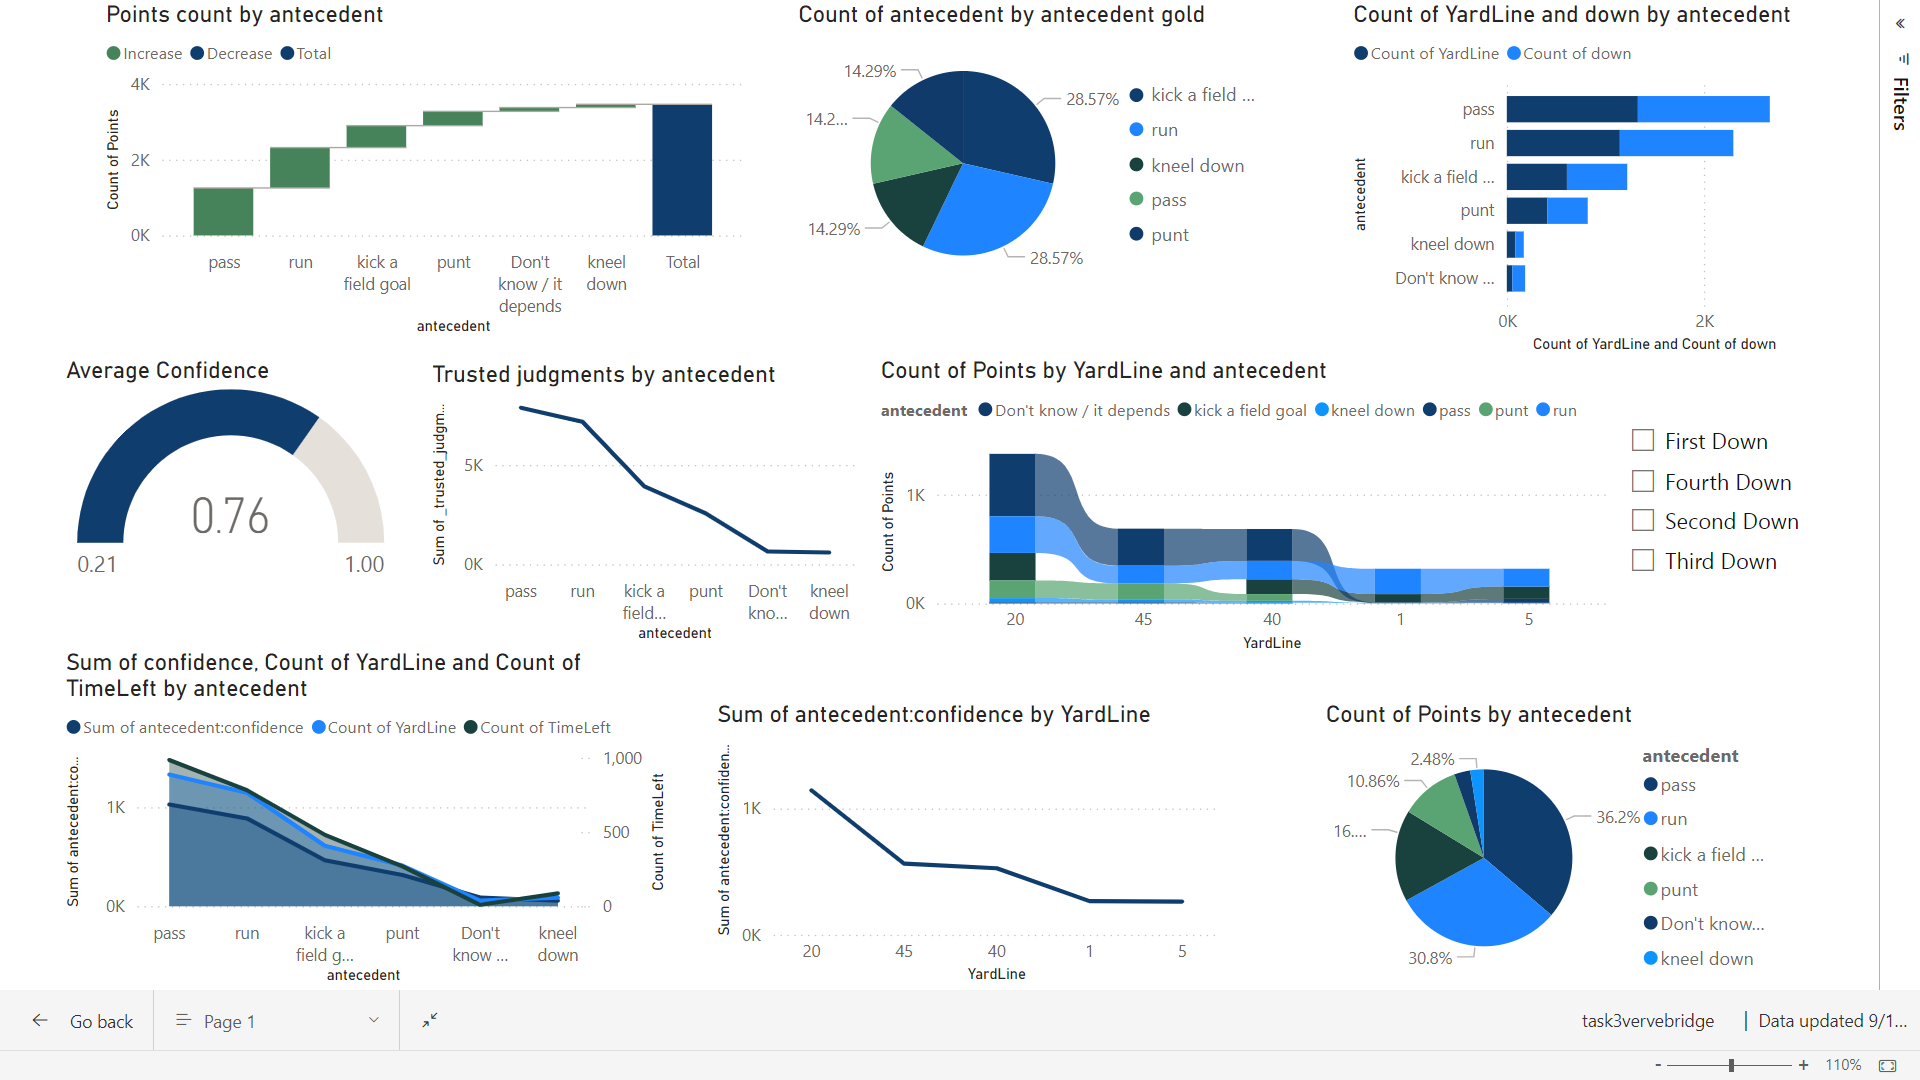 Points count by antecedent
Increase Decrease Total
4K
2K
0K
Count of Points
pass run kick a field goal punt Don't know / it depends kneel down Total
antecedent
Count of antecedent by antecedent gold
14.29%
28.57%
14.2...
14.29%
28.57%
kick a field ...
run
kneel down
pass
punt
Count of YardLine and down by antecedent
Count of YardLine Count of down
antecedent
pass
run
kick a field ...
punt
kneel down
Don't know ...
0K 2K
Count of YardLine and Count of down
«
Filters
Average Confidence
0.76
0.21 1.00
Trusted judgments by antecedent
Sum of _trusted_judgm...
5K
0K
pass run kick a field... punt Don't kno... kneel down
antecedent
Count of Points by YardLine and antecedent
antecedent Don't know / it depends kick a field goal kneel down pass punt run
Count of Points
1K
0K
20 45 40 1 5
YardLine
First Down
Fourth Down
Second Down
Third Down
Sum of confidence, Count of YardLine and Count of
TimeLeft by antecedent
Sum of antecedent:confidence Count of YardLine Count of TimeLeft
Sum of antecedent:co...
1K
0K
1,000
500
0
Count of TimeLeft
pass run kick a field g... punt Don't know ... kneel down
antecedent
Sum of antecedent:confidence by YardLine
Sum of antecedent:confiden...
1K
0K
20 45 40 1 5
YardLine
Count of Points by antecedent
2.48%
10.86%
16....
36.2%
30.8%
antecedent
pass
run
kick a field ...
punt
Don't know...
kneel down
Go back
Page 1
task3vervebridge | Data updated 9/1...
- + 110%